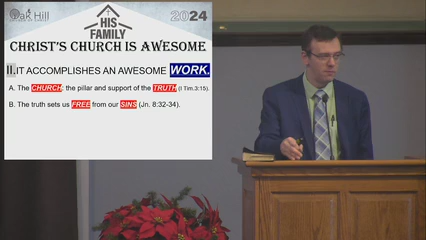 Oak Hill
HIS
FAMILY
2024
CHRIST'S CHURCH IS AWESOME
II. IT ACCOMPLISHES AN AWESOME WORK.
A. The CHURCH: the pillar and support of the TRUTH (I Tim.3:15).
B. The truth sets us FREE from our SINS (Jn. 8:32-34).